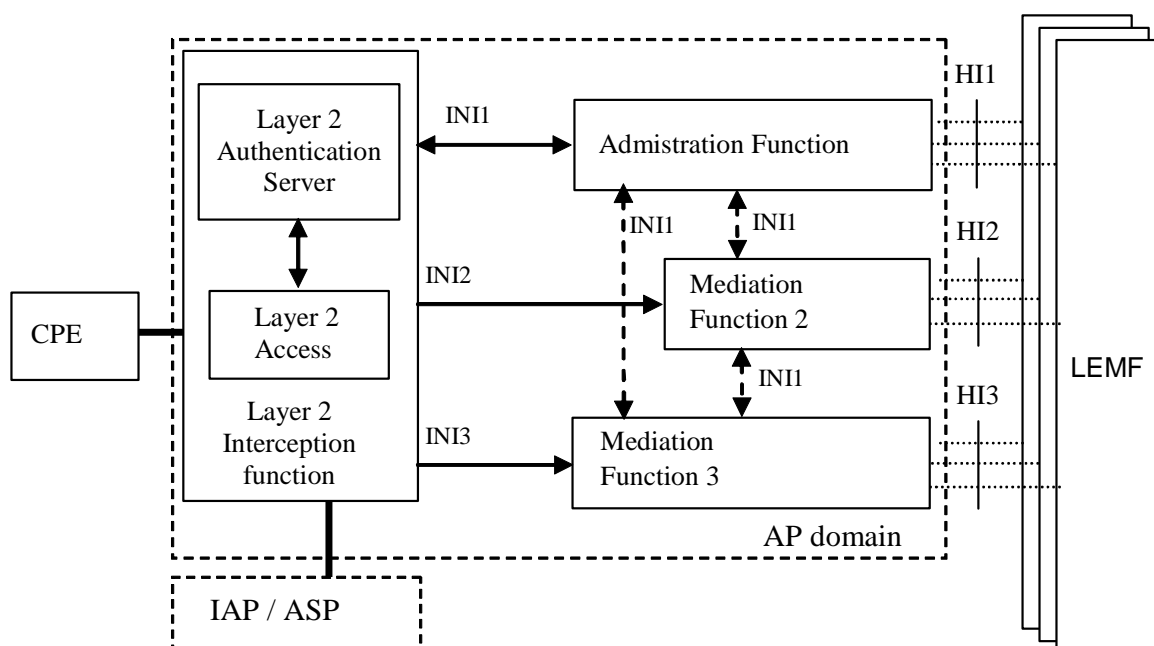 HI1
Layer 2
Authentication
Server
INI1
Admistration Function
INI1
INI1
HI2
INI2
Mediation
Function 2
CPE
Layer 2
Access
LEMF
INI1
HI3
Layer 2
Interception
function
INI3
Mediation
Function 3
AP domain
IAP / ASP